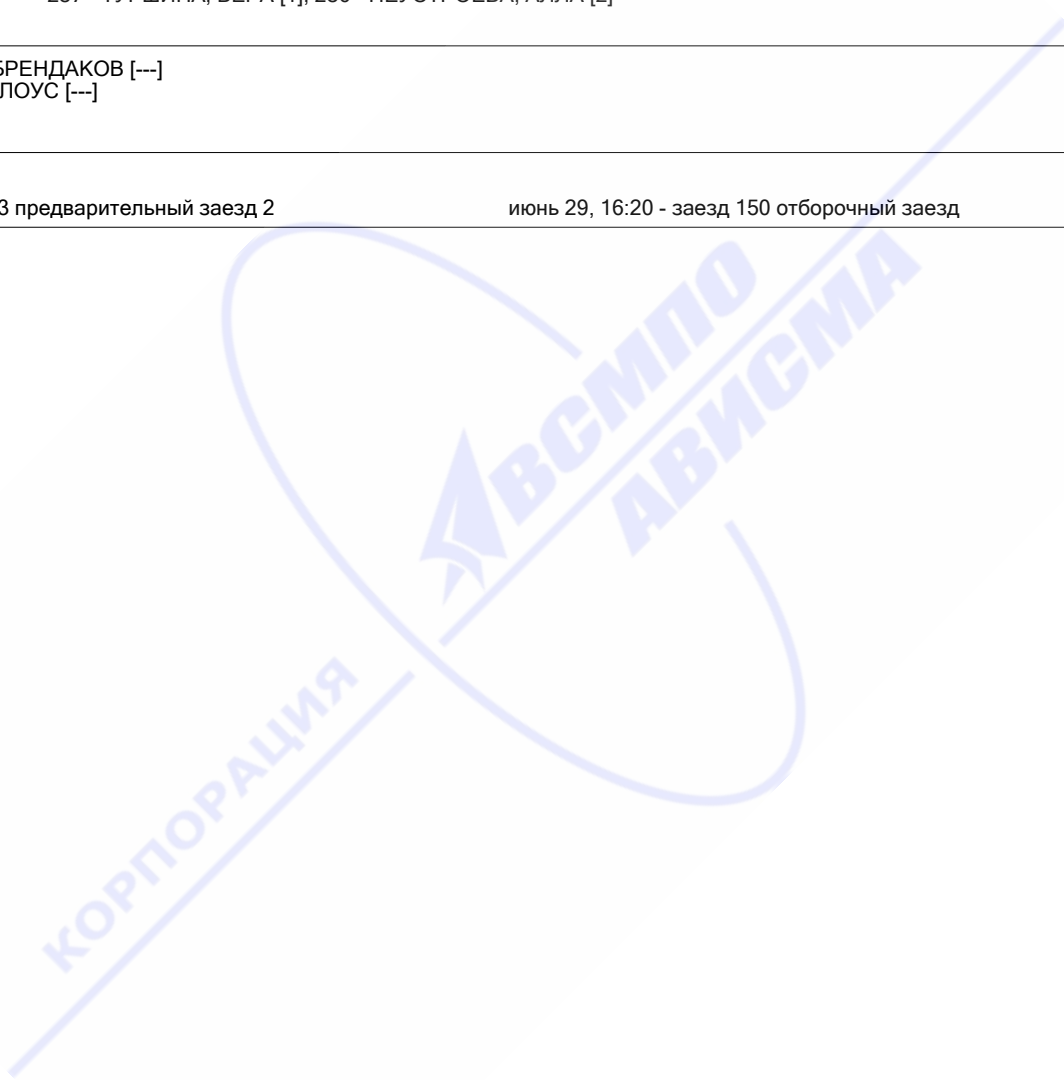 БРЕНДАКОВ [---]
ЛОУС [---]
3 предварительный заезд 2 июнь 29, 16:20 - заезд 150 отборочный заезд
ВСМПО
АВИСМА
КОРПОРАЦИЯ